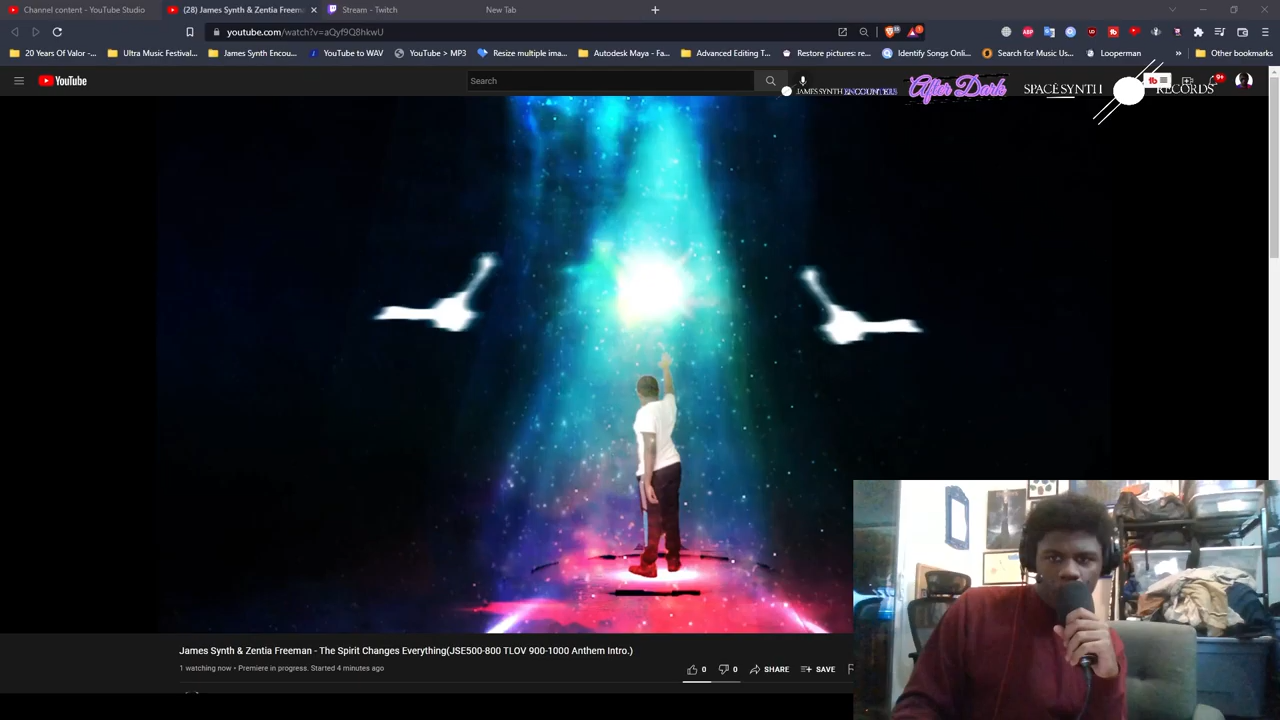 Channel content - YouTube Studio
(28) James Synth & Zentia Freeman
Stream - Twitch
New Tab
youtube.com/watch?v=aQyf9Q8hkwU
20 Years Of Valor -...
Ultra Music Festival...
James Synth Encou...
YouTube to WAV
YouTube > MP3
Resize multiple ima...
Autodesk Maya - Fa...
Advanced Editing T...
Restore pictures: re...
Identify Songs Onli...
Search for Music Us...
Looperman
Other bookmarks
YouTube
Search
9+
JAMES SYNTH ENCOUNTERS
After Dark
SPACE SYNTH RECORDS
James Synth & Zentia Freeman - The Spirit Changes Everything(JSE500-800 TLOV 900-1000 Anthem Intro.)
1 watching now • Premiere in progress. Started 4 minutes ago
0
0
SHARE
SAVE